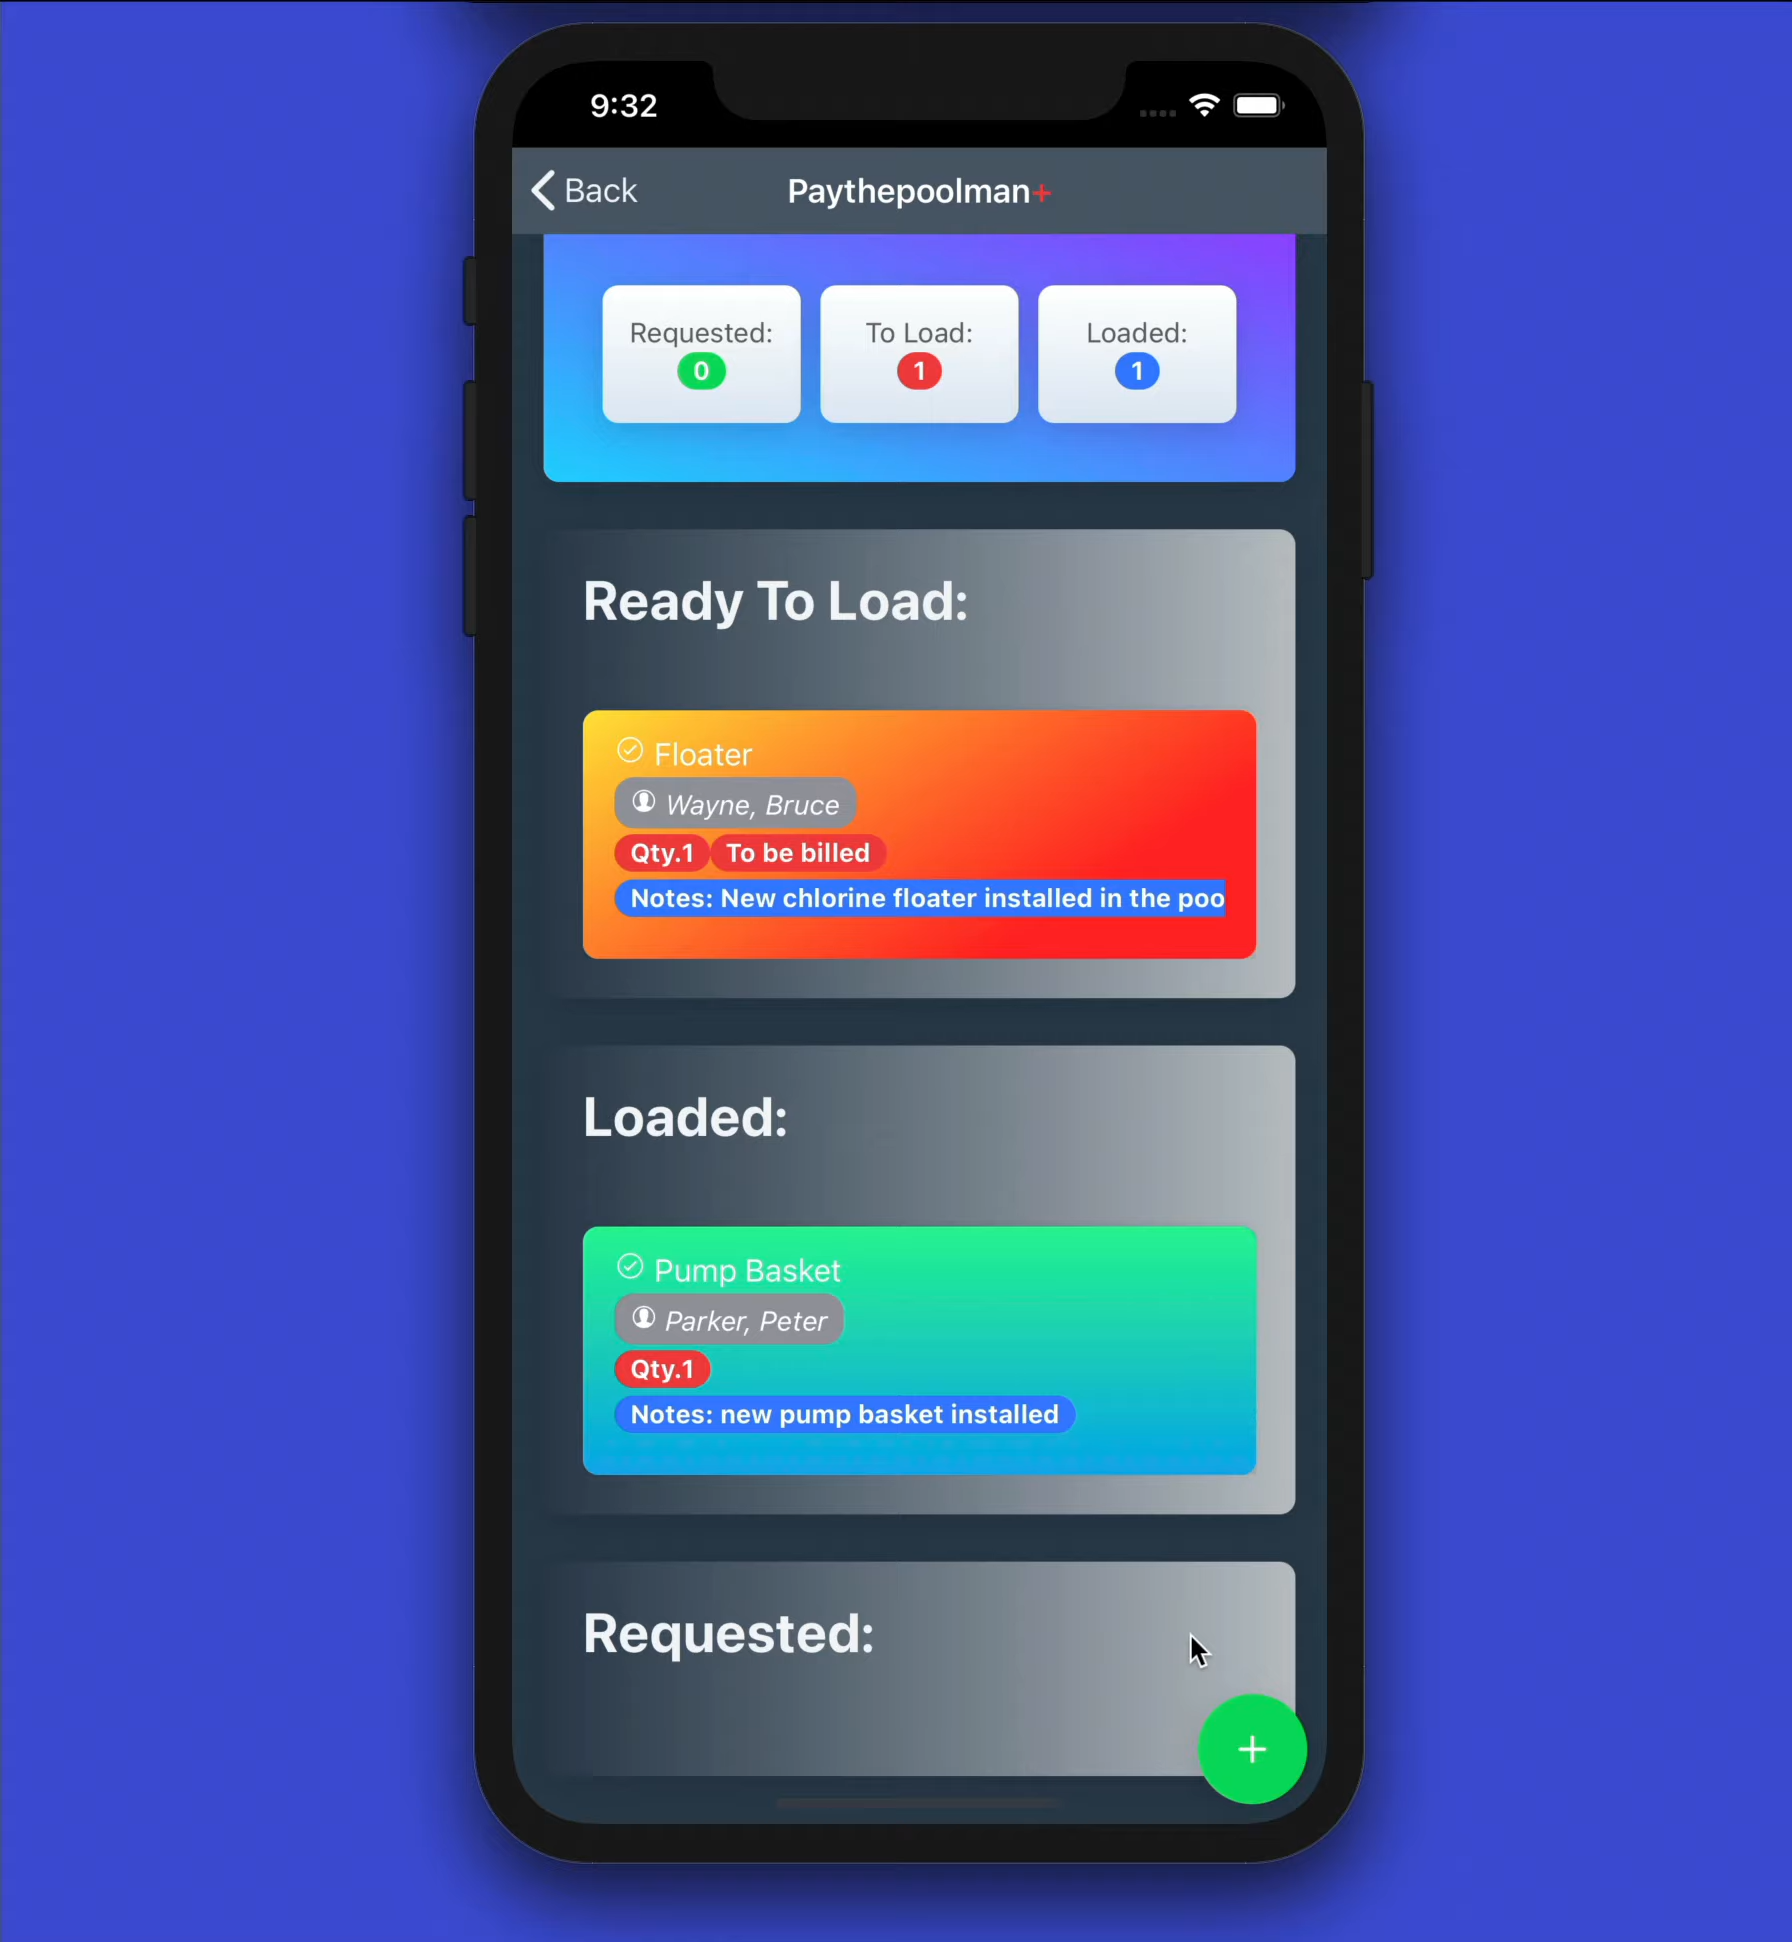 9:32
Back
Paythepoolman+
Requested:
0
To Load:
1
Loaded:
1
Ready To Load:
Floater
Wayne, Bruce
Qty.1 To be billed
Notes: New chlorine floater installed in the poo
Loaded:
Pump Basket
Parker, Peter
Qty.1
Notes: new pump basket installed
Requested:
+